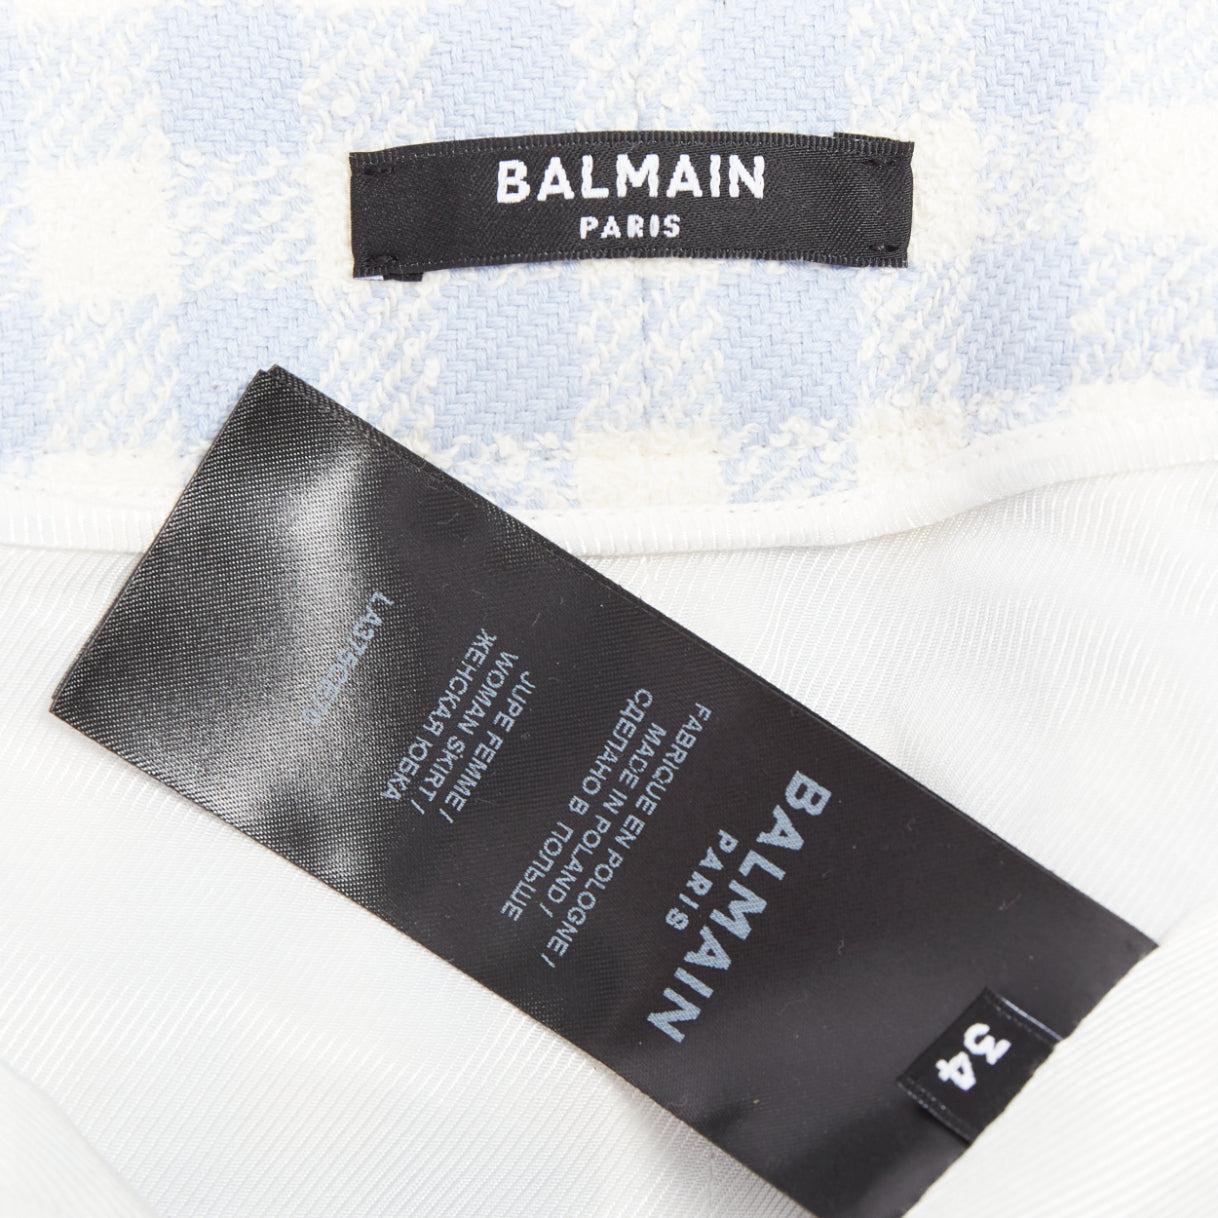 BALMAIN
PARIS
34
BALMAIN
PARIS
FABRIQUE EN POLOGNE /
MADE IN POLAND /
СДЕЛАНО В ПОЛЬШЕ
JUPE FEMME /
WOMAN SKIRT /
ЖЕНСКАЯ ЮБКА